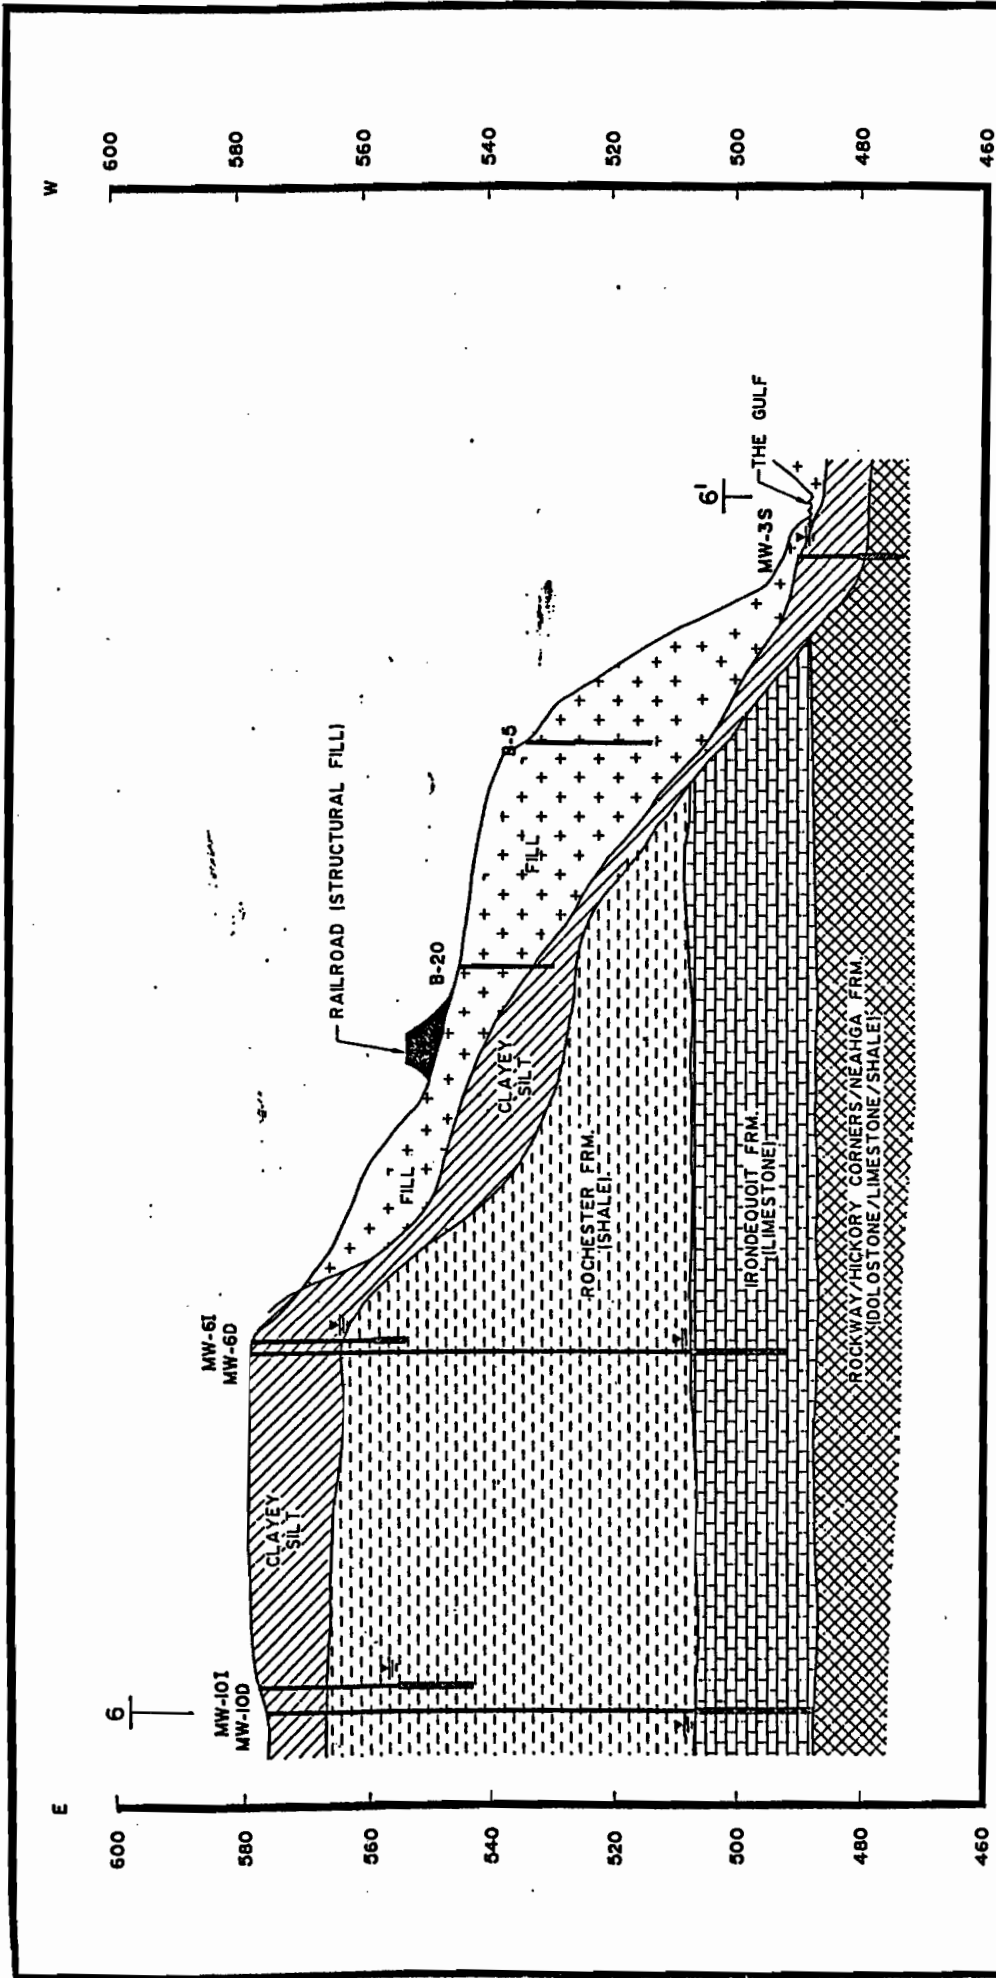 E
W
600
580
560
540
520
500
480
460
600
580
560
540
520
500
480
460
6
6'
MW-10I
MW-10D
MW-6I
MW-6D
RAILROAD (STRUCTURAL FILL)
B-20
B-5
MW-3S
THE GULF
CLAYEY
SILT
FILL
CLAYEY
SILT
FILL
ROCHESTER FRM.
(SHALE)
IRONDEQUOIT FRM.
(LIMESTONE)
ROCKWAY/HICKORY CORNERS/NEAHGA FRM.
(DOLOSTONE/LIMESTONE/SHALE)